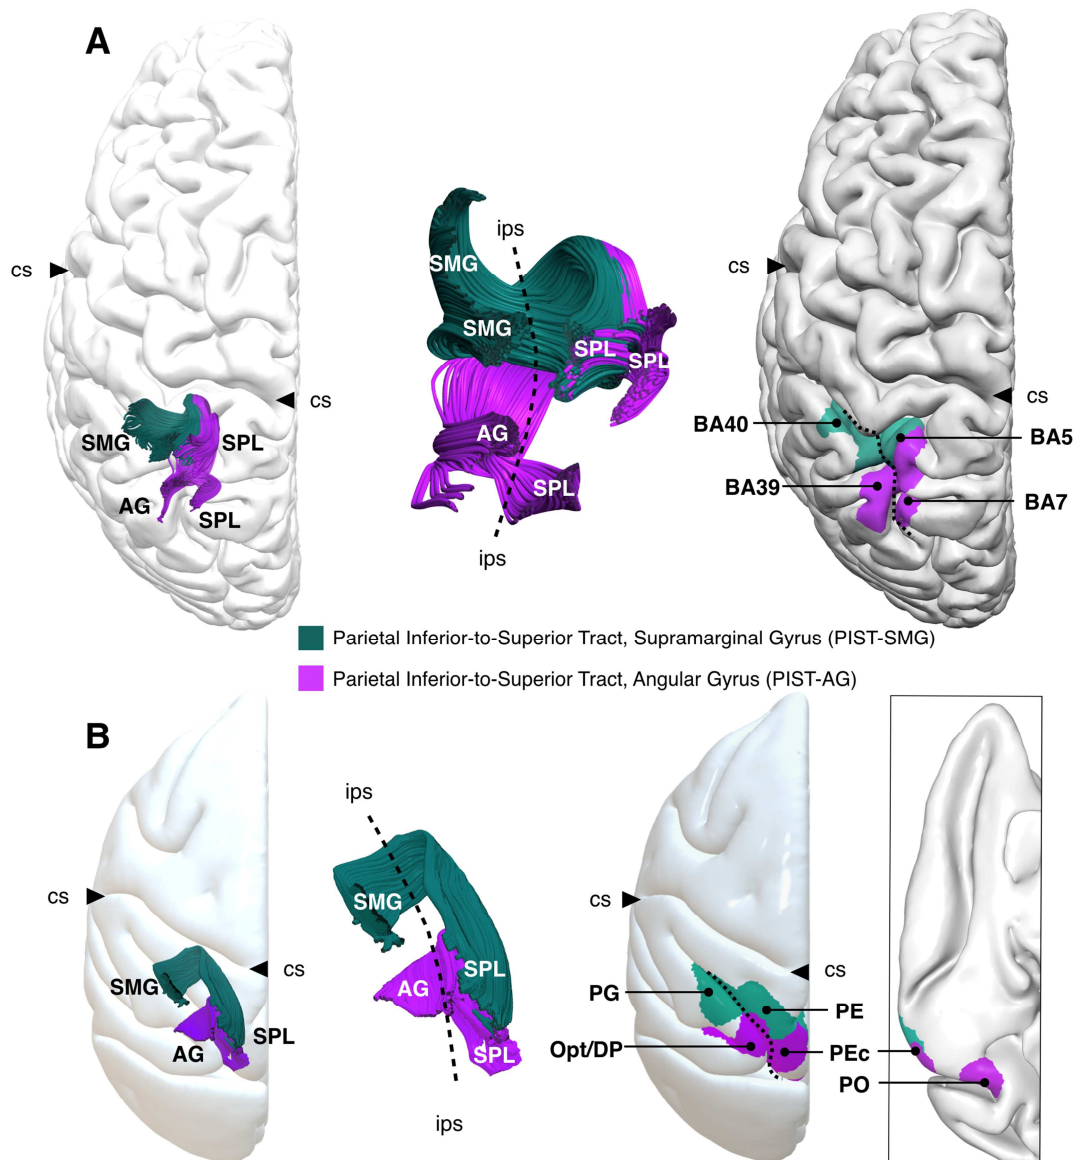 A
cs
cs
SMG
SPL
AG
SPL
ips
SMG
SMG
SPL
SPL
AG
SPL
ips
cs
cs
BA40
BA5
BA39
BA7
Parietal Inferior-to-Superior Tract, Supramarginal Gyrus (PIST-SMG)
Parietal Inferior-to-Superior Tract, Angular Gyrus (PIST-AG)
B
cs
cs
SMG
SPL
AG
ips
SMG
SPL
AG
SPL
ips
cs
cs
PG
PE
Opt/DP
PEc
PO